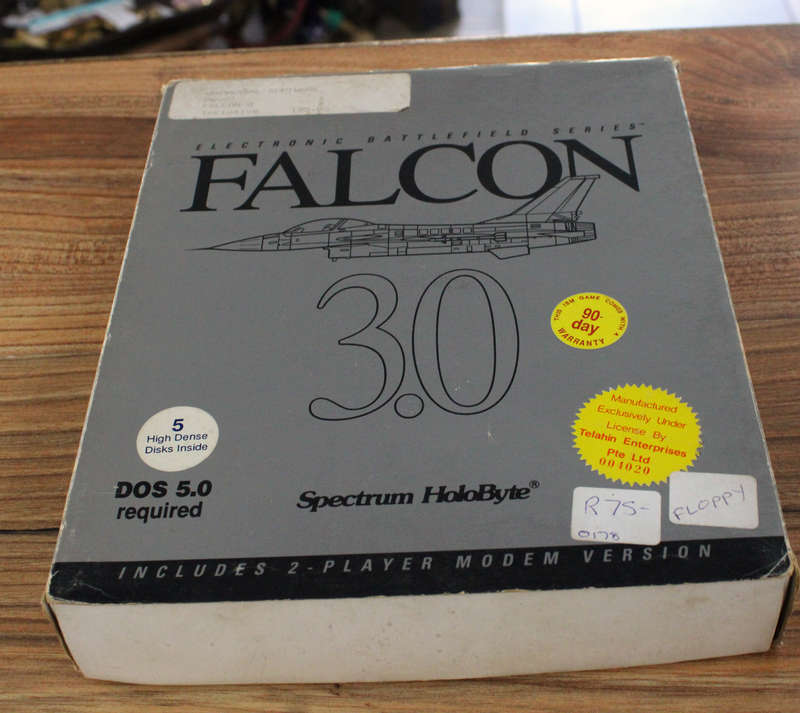 ELECTRONIC BATTLEFIELD SERIES™
FALCON
3.0
THIS IBM GAME COMES WITH A
90-
day
WARRANTY
5
High Dense
Disks Inside
Manufactured
Exclusively Under
License By
Telahin Enterprises
Pte Ltd
004020
DOS 5.0
required
Spectrum HoloByte®
R75-
0178
FLOPPY
INCLUDES 2-PLAYER MODEM VERSION